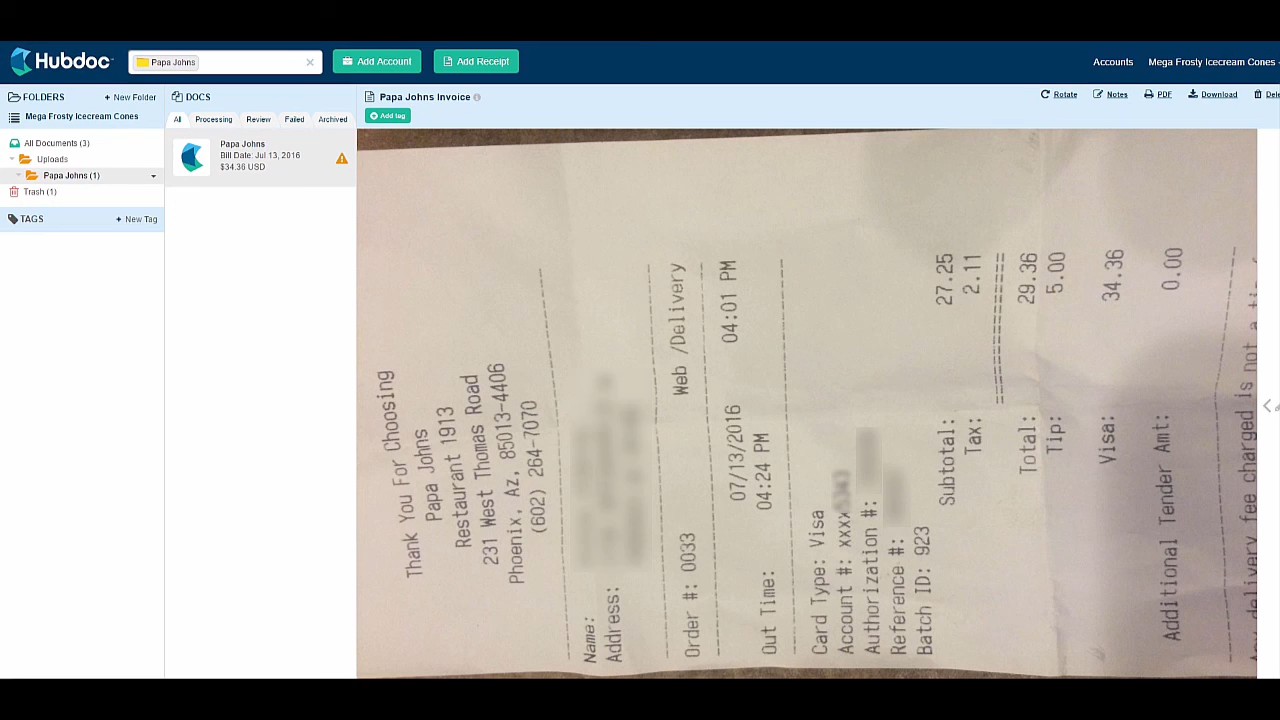 Hubdoc
Papa Johns
Add Account
Add Receipt
Accounts
Mega Frosty Icecream Cones
FOLDERS
+ New Folder
Mega Frosty Icecream Cones
All Documents (3)
Uploads
Papa Johns (1)
Trash (1)
TAGS
+ New Tag
DOCS
All
Processing
Review
Failed
Archived
Papa Johns
Bill Date: Jul 13, 2016
$34.36 USD
Papa Johns Invoice
Add tag
Rotate
Notes
PDF
Download
Thank You For Choosing
Papa Johns
Restaurant 1913
231 West Thomas Road
Phoenix, Az, 85013-4406
(602) 264-7070
Name:
Address:
Order #: 0033 Web /Delivery
07/13/2016 04:01 PM
Out Time: 04:24 PM
Card Type: Visa
Account #: xxxx
Authorization #:
Reference #:
Batch ID: 923
Subtotal: 27.25
Tax: 2.11
Total: 29.36
Tip: 5.00
Visa: 34.36
Additional Tender Amt: 0.00
delivery fee charged is not a